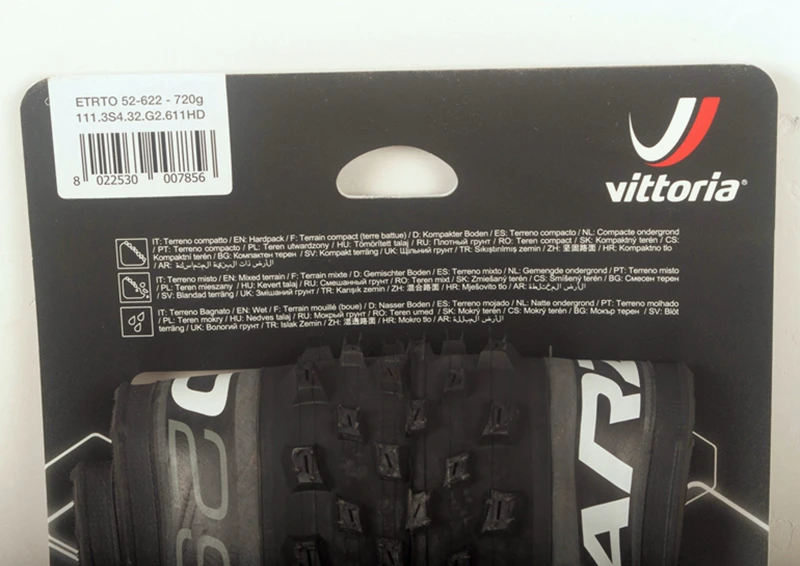 ETRTO 52-622 - 720g
111.3S4.32.G2.611HD
8 022530 007856
vittoria®
IT: Terreno compatto / EN: Hardpack / F: Terrain compact (terre battue) / D: Kompakter Boden / ES: Terreno compacto / NL: Compacte ondergrond
/ PT: Terreno compacto / PL: Teren utwardzony / HU: Tömörített talaj / RU: Плотный грунт / RO: Teren compact / SK: Kompaktný terén / CS:
Kompaktní terén / BG: Компактен терен / SV: Kompakt terräng / UK: Щільний грунт / TR: Sıkıştırılmış zemin / ZH: 坚固路面 / HR: Kompaktno tlo
/ AR:
IT: Terreno misto / EN: Mixed terrain / F: Terrain mixte / D: Gemischter Boden / ES: Terreno mixto / NL: Gemengde ondergrond / PT: Terreno misto
/ PL: Teren mieszany / HU: Kevert talaj / RU: Смешанный грунт / RO: Teren mixt / SK: Zmiešaný terén / CS: Smíšený terén / BG: Смесен терен
/ SV: Blandad terräng / UK: Змішаний грунт / TR: Karışık zemin / ZH: 混合路面 / HR: Mješovito tlo / AR:
IT: Terreno Bagnato / EN: Wet / F: Terrain mouillé (boue) / D: Nasser Boden / ES: Terreno mojado / NL: Natte ondergrond / PT: Terreno molhado
/ PL: Teren mokry / HU: Nedves talaj / RU: Мокрый грунт / RO: Teren umed / SK: Mokrý terén / CS: Mokrý terén / BG: Мокър терен / SV: Blöt
terräng / UK: Вологий грунт / TR: Islak Zemin / ZH: 湿滑路面 / HR: Mokro tlo / AR: